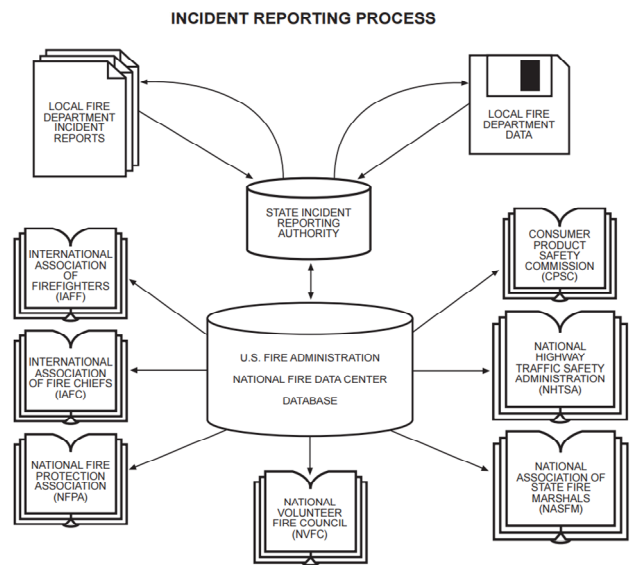 INCIDENT REPORTING PROCESS
LOCAL FIRE
DEPARTMENT
INCIDENT
REPORTS
LOCAL FIRE
DEPARTMENT
DATA
STATE INCIDENT
REPORTING
AUTHORITY
INTERNATIONAL
ASSOCIATION
OF
FIREFIGHTERS
(IAFF)
CONSUMER
PRODUCT
SAFETY
COMMISSION
(CPSC)
U.S. FIRE ADMINISTRATION
NATIONAL FIRE DATA CENTER
DATABASE
INTERNATIONAL
ASSOCIATION
OF FIRE CHIEFS
(IAFC)
NATIONAL
HIGHWAY
TRAFFIC SAFETY
ADMINISTRATION
(NHTSA)
NATIONAL FIRE
PROTECTION
ASSOCIATION
(NFPA)
NATIONAL
VOLUNTEER
FIRE COUNCIL
(NVFC)
NATIONAL
ASSOCIATION OF
STATE FIRE
MARSHALS
(NASFM)